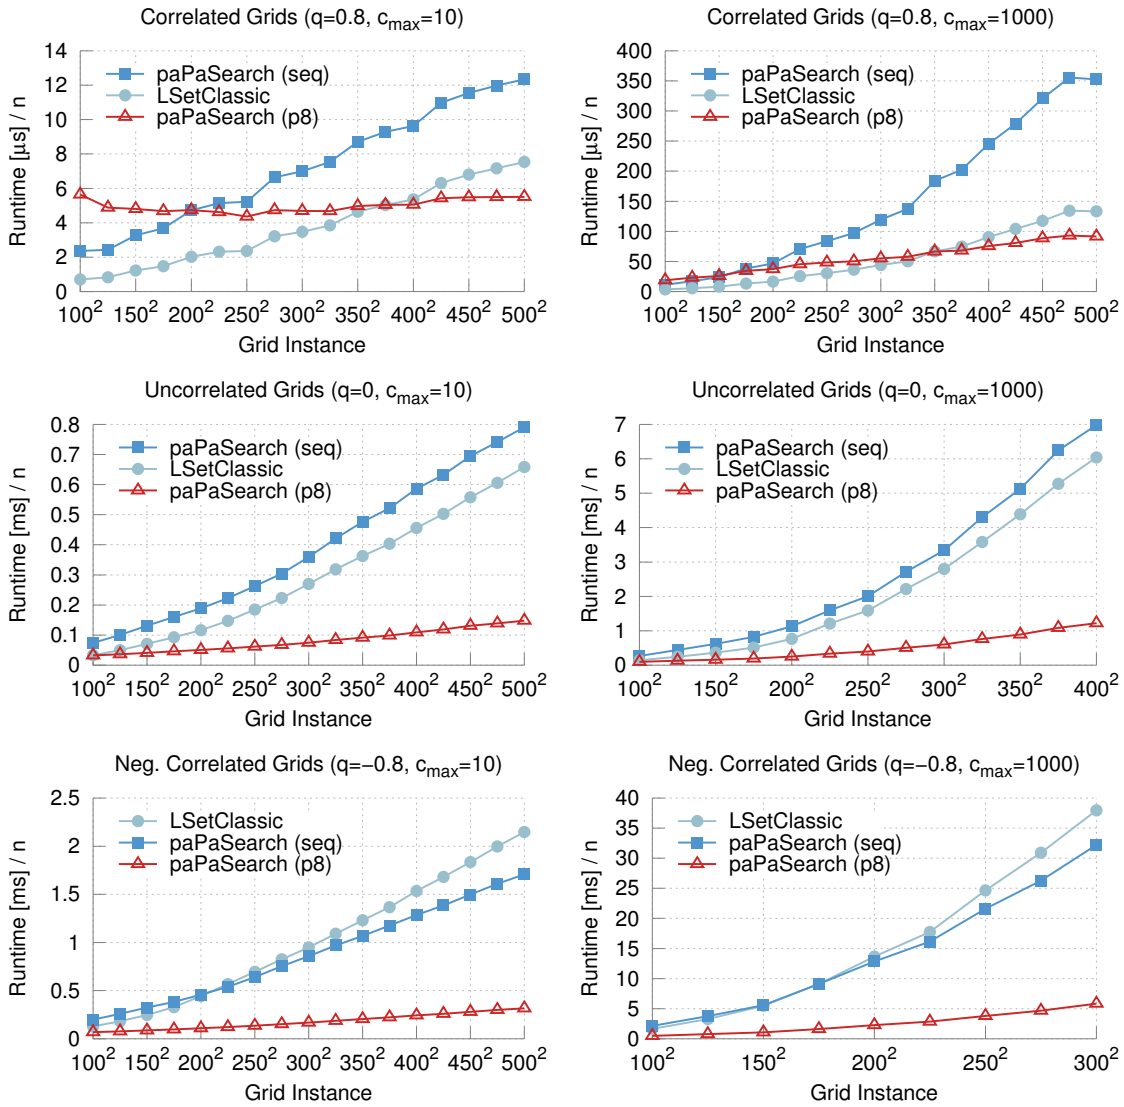 Correlated Grids (q=0.8, cmax=10)
Runtime [µs] / n
14
12
10
8
6
4
2
0
paPaSearch (seq)
LSetClassic
paPaSearch (p8)
100² 150² 200² 250² 300² 350² 400² 450² 500²
Grid Instance
Correlated Grids (q=0.8, cmax=1000)
Runtime [µs] / n
400
350
300
250
200
150
100
50
0
paPaSearch (seq)
LSetClassic
paPaSearch (p8)
100² 150² 200² 250² 300² 350² 400² 450² 500²
Grid Instance
Uncorrelated Grids (q=0, cmax=10)
Runtime [ms] / n
0.8
0.7
0.6
0.5
0.4
0.3
0.2
0.1
0
paPaSearch (seq)
LSetClassic
paPaSearch (p8)
100² 150² 200² 250² 300² 350² 400² 450² 500²
Grid Instance
Uncorrelated Grids (q=0, cmax=1000)
Runtime [ms] / n
7
6
5
4
3
2
1
0
paPaSearch (seq)
LSetClassic
paPaSearch (p8)
100² 150² 200² 250² 300² 350² 400²
Grid Instance
Neg. Correlated Grids (q=−0.8, cmax=10)
Runtime [ms] / n
2.5
2
1.5
1
0.5
0
LSetClassic
paPaSearch (seq)
paPaSearch (p8)
100² 150² 200² 250² 300² 350² 400² 450² 500²
Grid Instance
Neg. Correlated Grids (q=−0.8, cmax=1000)
Runtime [ms] / n
40
35
30
25
20
15
10
5
0
LSetClassic
paPaSearch (seq)
paPaSearch (p8)
100² 150² 200² 250² 300²
Grid Instance